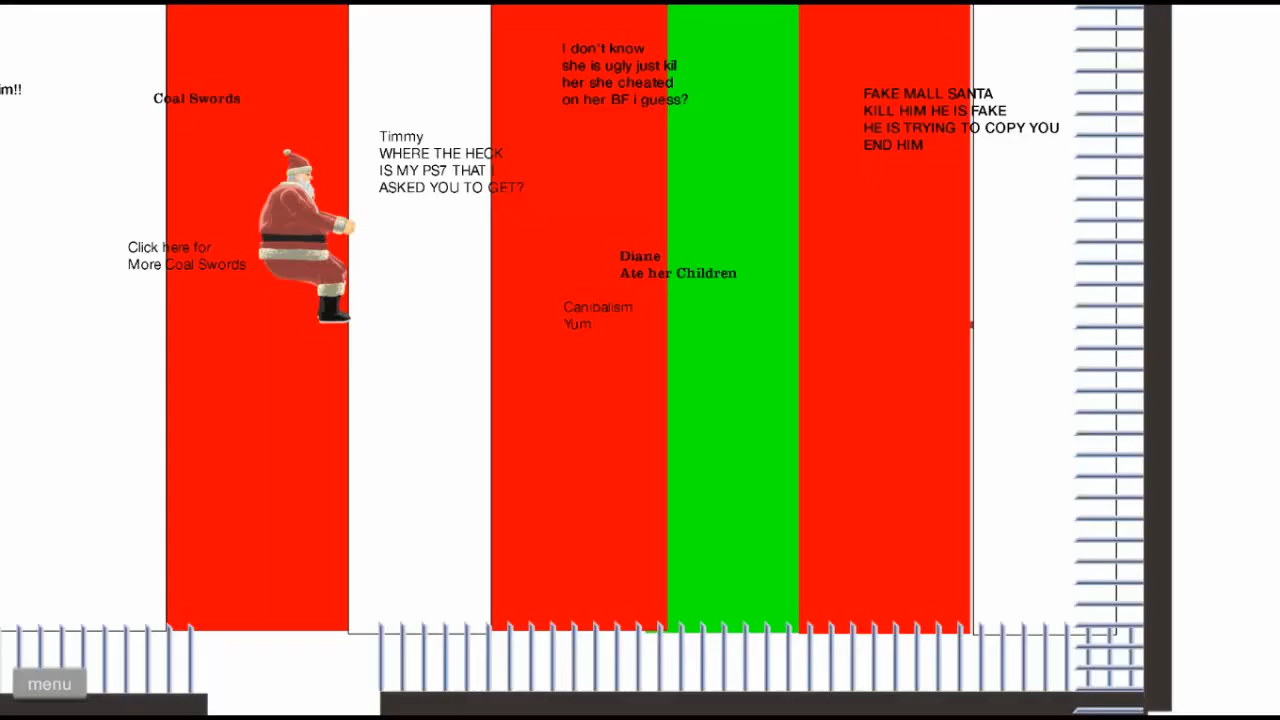 im!!
Coal Swords
Click here for
More Coal Swords
Timmy
WHERE THE HECK
IS MY PS7 THAT I
ASKED YOU TO GET?
I don't know
she is ugly just kil
her she cheated
on her BF i guess?
Diane
Ate her Children
Canibalism
Yum
FAKE MALL SANTA
KILL HIM HE IS FAKE
HE IS TRYING TO COPY YOU
END HIM
menu